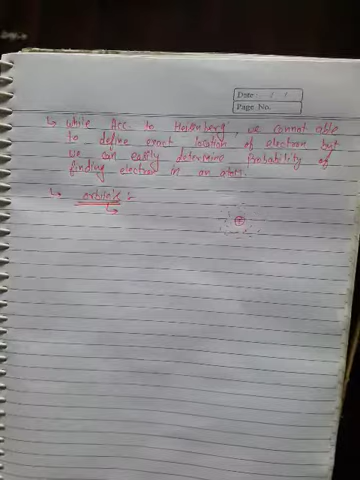 Date : / /
Page No.
↳ while Acc. to Heisenberg, we cannot able
to define exact location of electron but
we can easily determine Probability of
finding electron in an atom.
↳ orbitals :-
↳
+